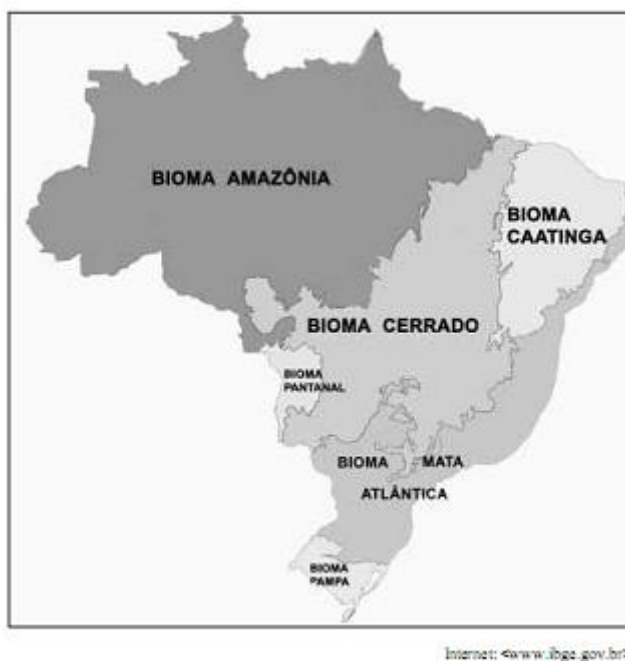 BIOMA AMAZÔNIA
BIOMA
CAATINGA
BIOMA CERRADO
BIOMA
PANTANAL
BIOMA MATA
ATLÂNTICA
BIOMA
PAMPA
Internet: <www.ibge.gov.br>